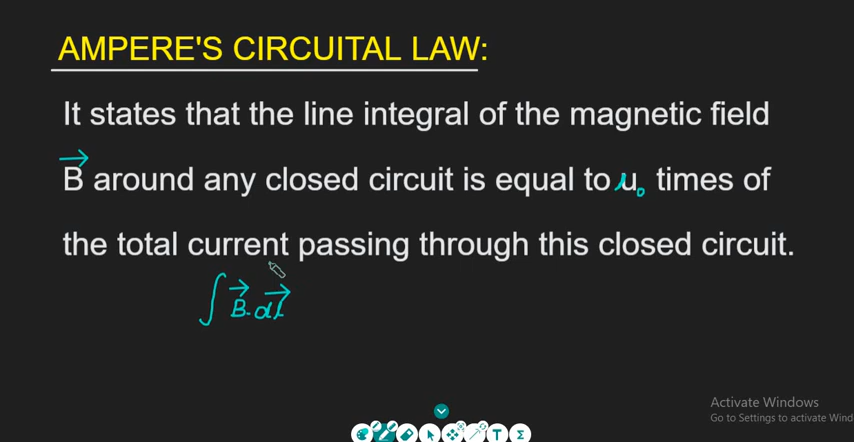 AMPERE'S CIRCUITAL LAW:
It states that the line integral of the magnetic field
B⃗ around any closed circuit is equal to μ₀ times of
the total current passing through this closed circuit.
∫ B⃗.dl⃗
Activate Windows
Go to Settings to activate Wind
T Σ